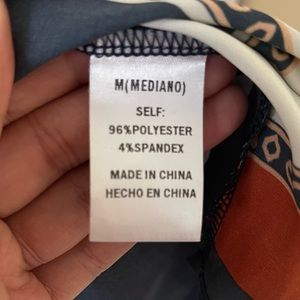 M(MEDIANO)
SELF:
96%POLYESTER
4%SPANDEX
MADE IN CHINA
HECHO EN CHINA